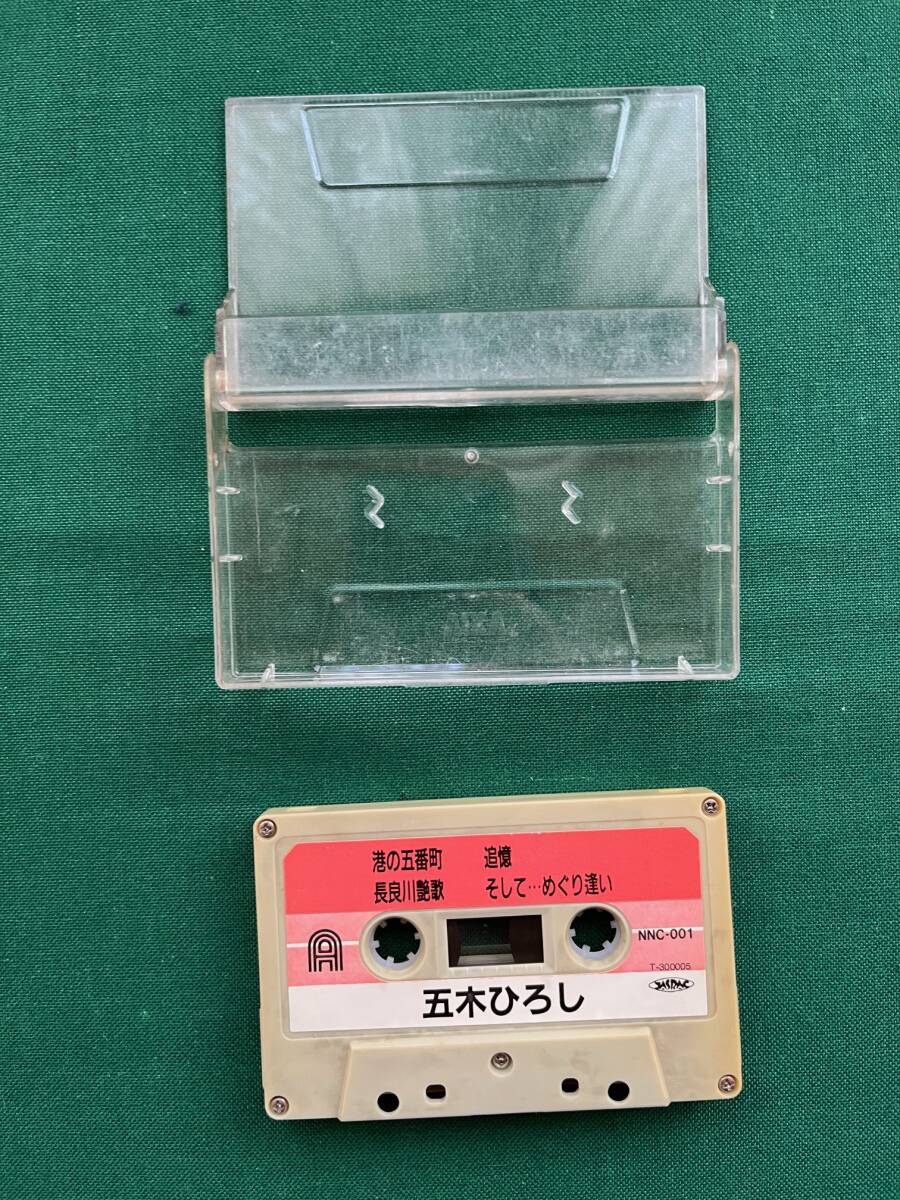 港の五番町 追憶
長良川艶歌 そして…めぐり逢い
NNC-001
T-300005
JASRAC
五木ひろし